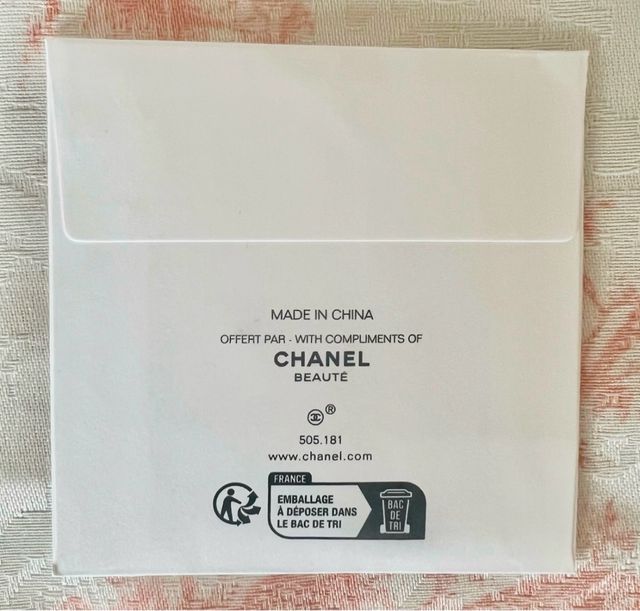 MADE IN CHINA
OFFERT PAR - WITH COMPLIMENTS OF
CHANEL
BEAUTÉ
®
505.181
www.chanel.com
FRANCE
EMBALLAGE
À DÉPOSER DANS
LE BAC DE TRI
BAC
DE
TRI